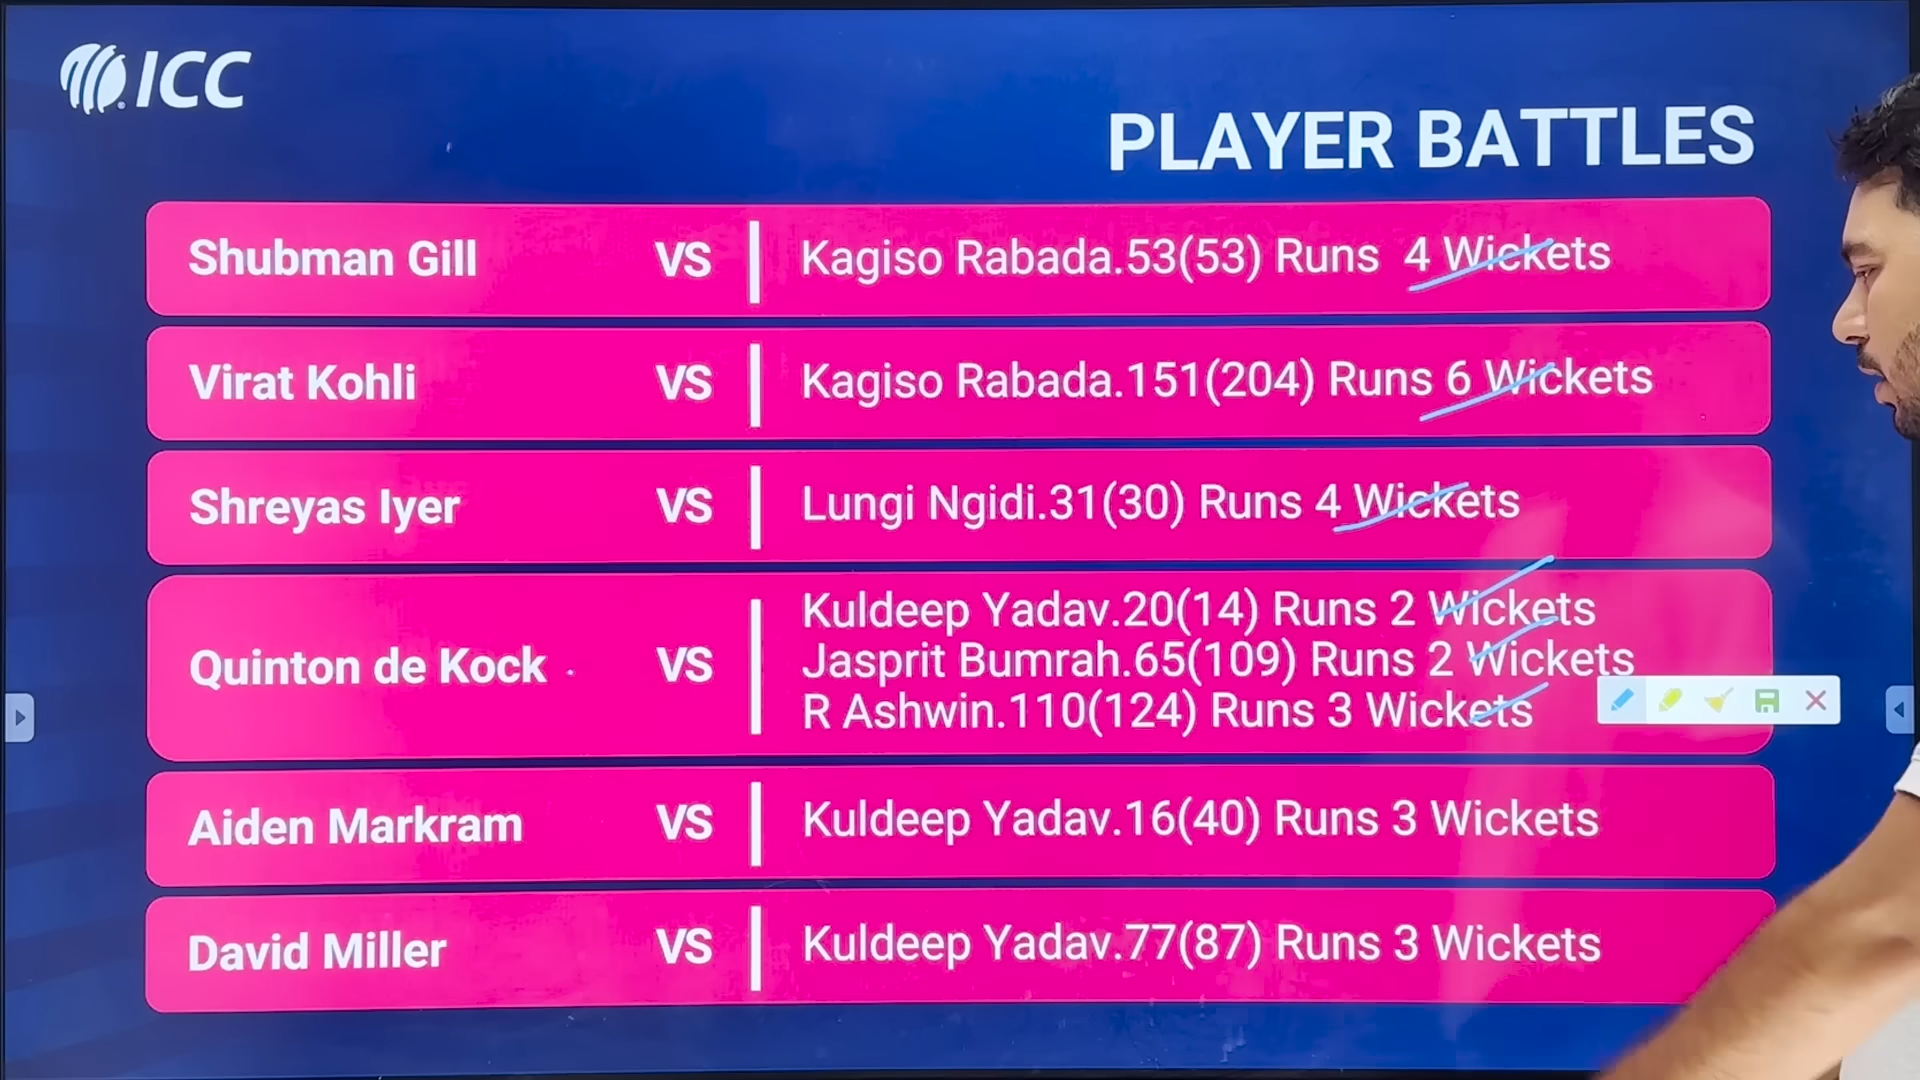 ICC
PLAYER BATTLES
Shubman Gill VS Kagiso Rabada.53(53) Runs 4 Wickets
Virat Kohli VS Kagiso Rabada.151(204) Runs 6 Wickets
Shreyas Iyer VS Lungi Ngidi.31(30) Runs 4 Wickets
Quinton de Kock VS Kuldeep Yadav.20(14) Runs 2 Wickets
Jasprit Bumrah.65(109) Runs 2 Wickets
R Ashwin.110(124) Runs 3 Wickets
Aiden Markram VS Kuldeep Yadav.16(40) Runs 3 Wickets
David Miller VS Kuldeep Yadav.77(87) Runs 3 Wickets